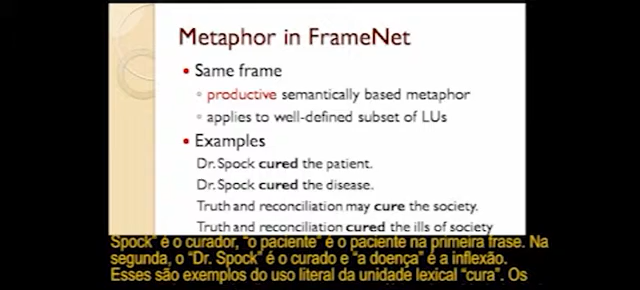 Metaphor in FrameNet
• Same frame
◦ productive semantically based metaphor
◦ applies to well-defined subset of LUs
• Examples
Dr. Spock cured the patient.
Dr. Spock cured the disease.
Truth and reconciliation may cure the society.
Truth and reconciliation cured the ills of society
Spock" é o curador, "o paciente" é o paciente na primeira frase. Na
segunda, o "Dr. Spock" é o curado e "a doença" é a inflexão.
Esses são exemplos do uso literal da unidade lexical "cura". Os